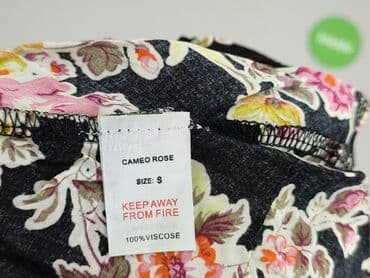 CAMEO ROSE
SIZE: S
KEEP AWAY
FROM FIRE
100%VISCOSE